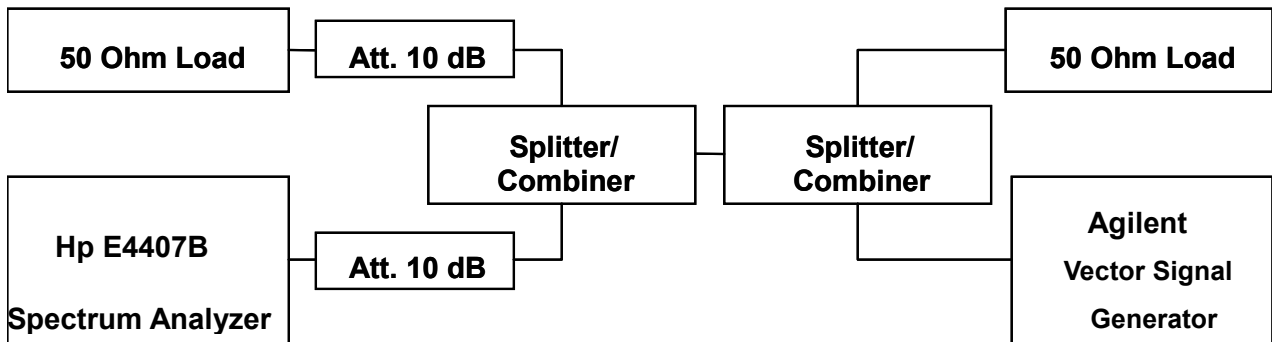 50 Ohm Load
Att. 10 dB
50 Ohm Load
Splitter/
Combiner
Splitter/
Combiner
Hp E4407B
Spectrum Analyzer
Att. 10 dB
Agilent
Vector Signal
Generator